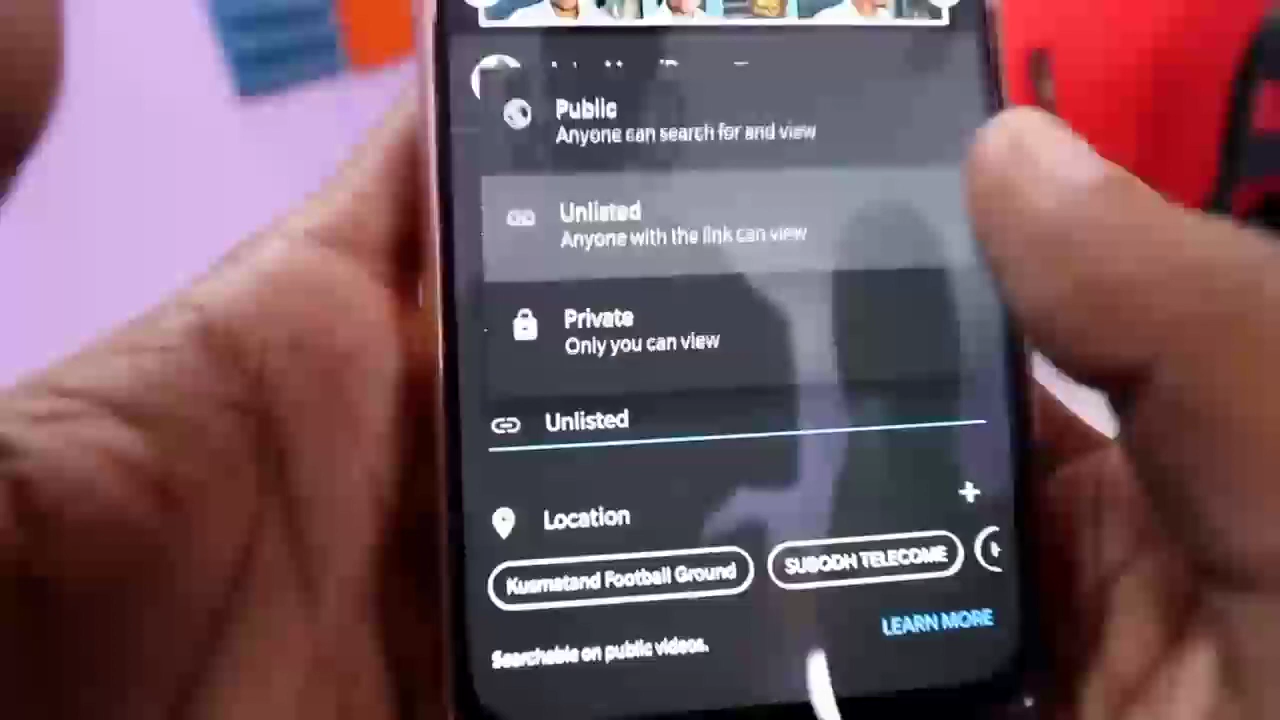 Public
Anyone can search for and view
Unlisted
Anyone with the link can view
Private
Only you can view
Unlisted
Location
Kusmatand Football Ground
SUBODH TELECOME
LEARN MORE
Searchable on public videos.